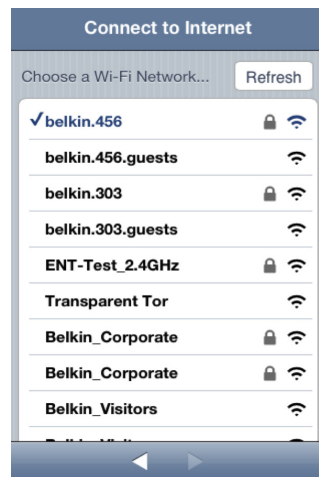 Connect to Internet
Choose a Wi-Fi Network... Refresh
belkin.456
belkin.456.guests
belkin.303
belkin.303.guests
ENT-Test_2.4GHz
Transparent Tor
Belkin_Corporate
Belkin_Corporate
Belkin_Visitors